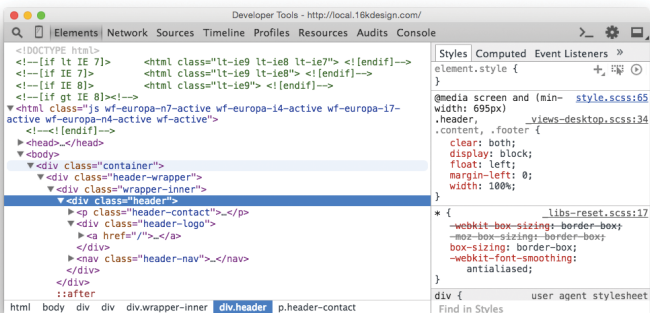 Developer Tools - http://local.16kdesign.com/
Elements Network Sources Timeline Profiles Resources Audits Console
<!DOCTYPE html>
<!--[if lt IE 7]> <html class="lt-ie9 lt-ie8 lt-ie7"> <![endif]-->
<!--[if IE 7]> <html class="lt-ie9 lt-ie8"> <![endif]-->
<!--[if IE 8]> <html class="lt-ie9"> <![endif]-->
<!--[if gt IE 8]><!-->
<html class="js wf-europa-n7-active wf-europa-i4-active wf-europa-i7-
active wf-europa-n4-active wf-active">
<!--<![endif]-->
<head>…</head>
<body>
<div class="container">
<div class="header-wrapper">
<div class="wrapper-inner">
<div class="header">
<p class="header-contact">…</p>
<div class="header-logo">
<a href="/">…</a>
</div>
<nav class="header-nav">…</nav>
</div>
</div>
::after
html body div div div.wrapper-inner div.header p.header-contact
Styles Computed Event Listeners »
element.style {
}
@media screen and (min- style.scss:65
width: 695px)
.header, _views-desktop.scss:34
.content, .footer {
clear: both;
display: block;
float: left;
margin-left: 0;
width: 100%;
}
* { _libs-reset.scss:17
-webkit-box-sizing: border-box;
-moz-box-sizing: border-box;
box-sizing: border-box;
-webkit-font-smoothing:
antialiased;
}
div { user agent stylesheet
Find in Styles